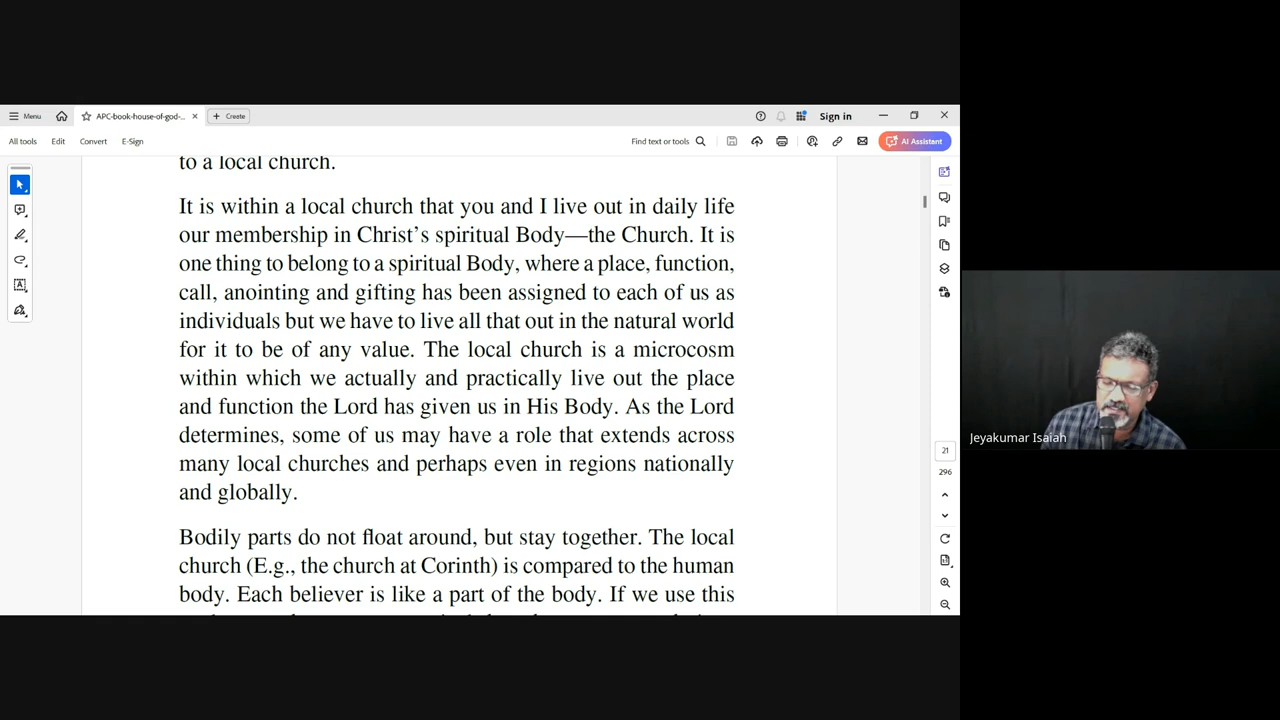 Menu
APC-book-house-of-god-...
Create
Sign in
All tools
Edit
Convert
E-Sign
Find text or tools
AI Assistant
to a local church.
It is within a local church that you and I live out in daily life
our membership in Christ’s spiritual Body—the Church. It is
one thing to belong to a spiritual Body, where a place, function,
call, anointing and gifting has been assigned to each of us as
individuals but we have to live all that out in the natural world
for it to be of any value. The local church is a microcosm
within which we actually and practically live out the place
and function the Lord has given us in His Body. As the Lord
determines, some of us may have a role that extends across
many local churches and perhaps even in regions nationally
and globally.
Bodily parts do not float around, but stay together. The local
church (E.g., the church at Corinth) is compared to the human
body. Each believer is like a part of the body. If we use this
21
296
Jeyakumar Isaiah